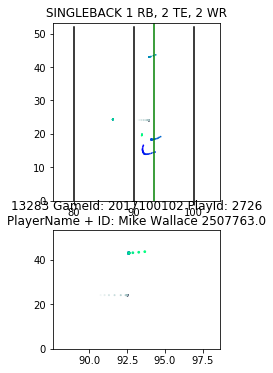 SINGLEBACK 1 RB, 2 TE, 2 WR
50
40
30
20
10
0
80 90 100
13283 GameId: 2017100102 PlayId: 2726
PlayerName + ID: Mike Wallace 2507763.0
40
20
0
90.0 92.5 95.0 97.5